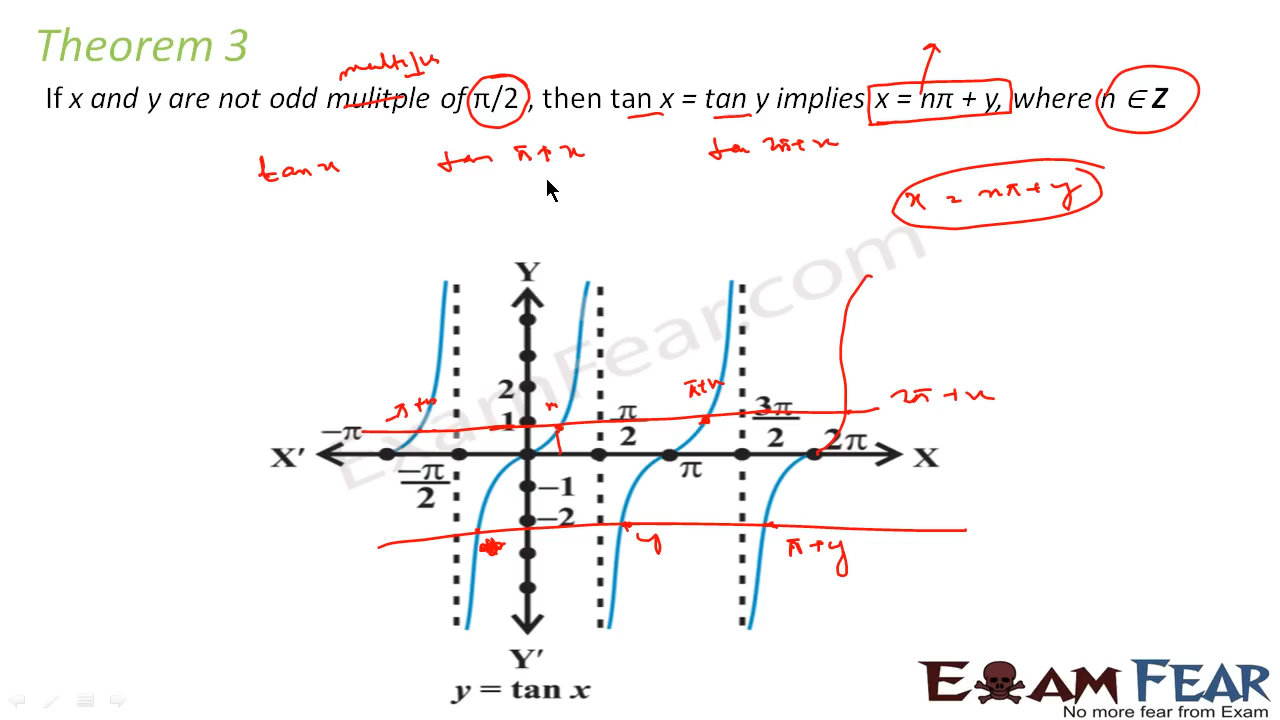 Theorem 3
multiple
If x and y are not odd mulitple of π/2 , then tan x = tan y implies x = nπ + y, where n ∈ Z
tan x tan π+x tan 2π+x
x = nπ+y
ExamFear.com
Y
2
1
-π+x x π+x 2π+x
π/2 3π/2
−π 2π
X′ X
−π/2 π
−1
−2
y π+y
Y′
y = tan x
EXAM FEAR
No more fear from Exam